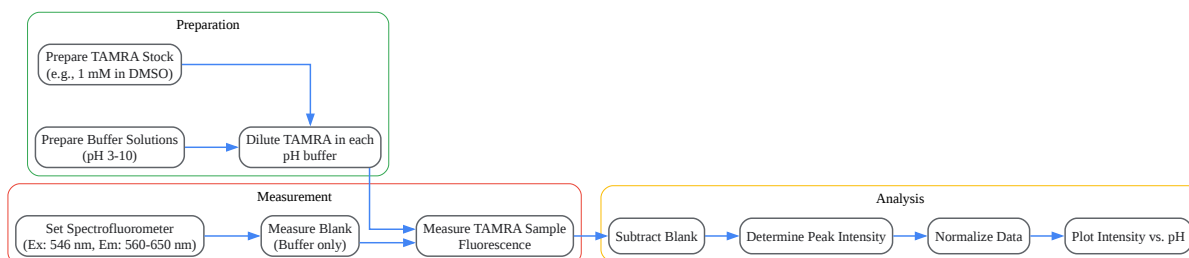 Preparation
Prepare TAMRA Stock
(e.g., 1 mM in DMSO)
Prepare Buffer Solutions
(pH 3-10)
Dilute TAMRA in each
pH buffer
Measurement
Set Spectrofluorometer
(Ex: 546 nm, Em: 560-650 nm)
Measure Blank
(Buffer only)
Measure TAMRA Sample
Fluorescence
Analysis
Subtract Blank
Determine Peak Intensity
Normalize Data
Plot Intensity vs. pH